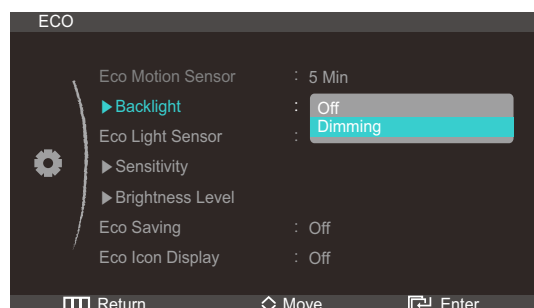 ECO
Eco Motion Sensor : 5 Min
▶Backlight : Off
Dimming
Eco Light Sensor :
▶Sensitivity
▶Brightness Level
Eco Saving : Off
Eco Icon Display : Off
Return Move Enter